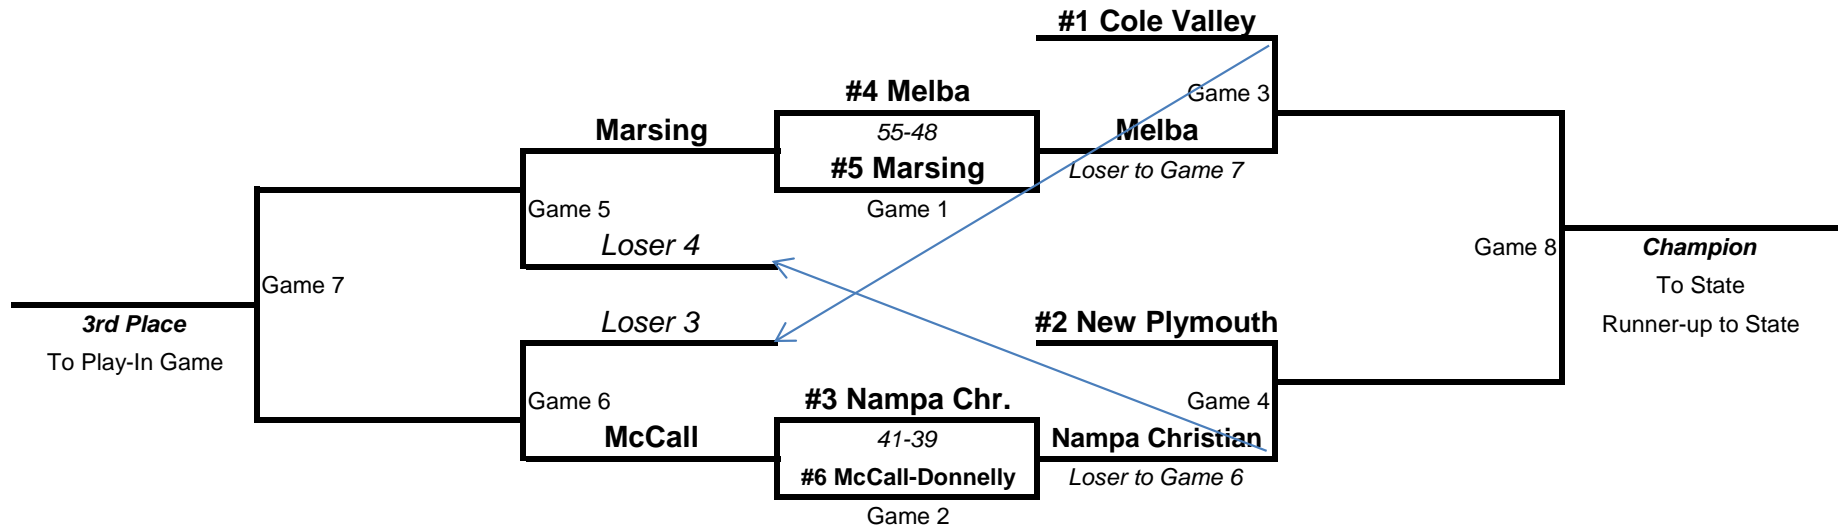 #1 Cole Valley
#4 Melba
Game 3
Marsing
55-48
Melba
#5 Marsing
Loser to Game 7
Game 5
Game 1
Loser 4
Game 8
Champion
Game 7
To State
3rd Place
Loser 3
#2 New Plymouth
Runner-up to State
To Play-In Game
Game 6
#3 Nampa Chr.
Game 4
McCall
41-39
Nampa Christian
#6 McCall-Donnelly
Loser to Game 6
Game 2